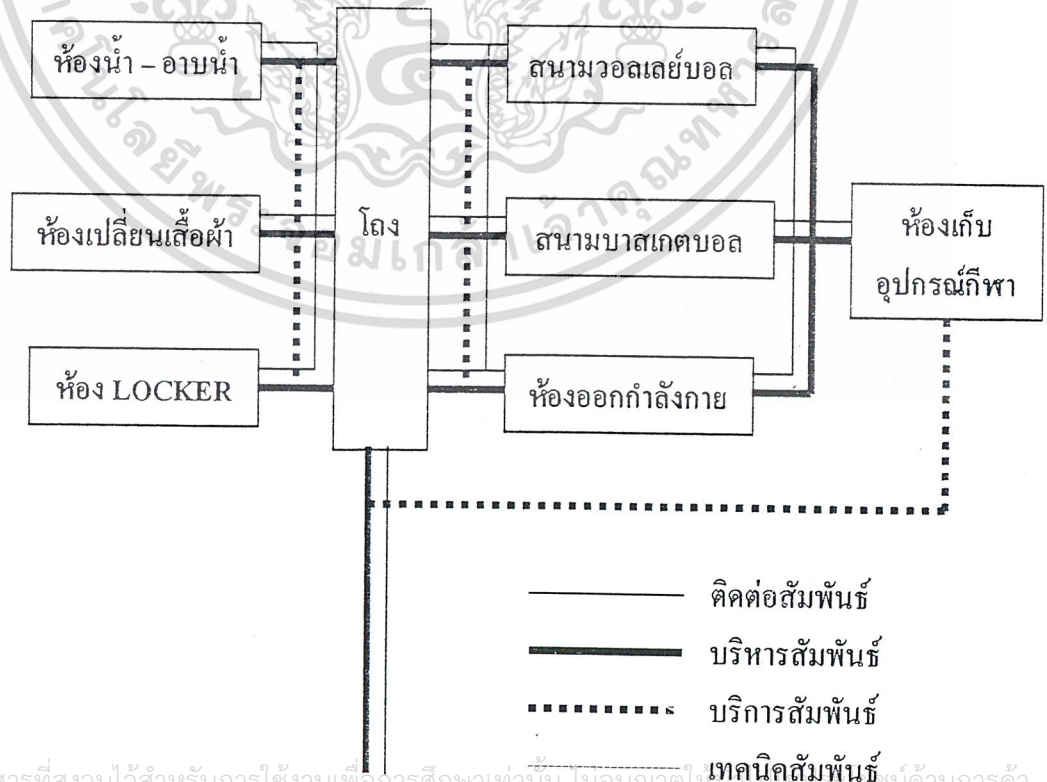 ห้องน้ำ – อาบน้ำ
สนามวอลเลย์บอล
ห้องเปลี่ยนเสื้อผ้า
โถง
สนามบาสเกตบอล
ห้องเก็บ
อุปกรณ์กีฬา
ห้อง LOCKER
ห้องออกกำลังกาย
ติดต่อสัมพันธ์
บริหารสัมพันธ์
บริการสัมพันธ์
เทคนิคสัมพันธ์